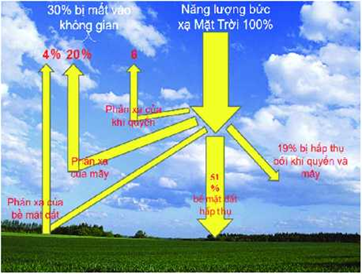 30% bị mất vào
không gian
Năng lượng bức
xạ Mặt Trời 100%
4% 20% 6
Phản xạ của
khí quyển
Phản xạ
của mây
Phản xạ của
bề mặt đất
51
%
bề mặt đất
hấp thụ
19% bị hấp thụ
bởi khí quyển và
mây